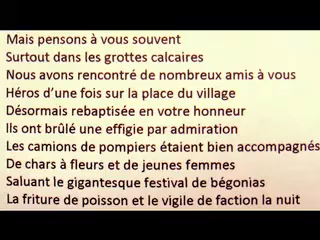 Mais pensons à vous souvent
Surtout dans les grottes calcaires
Nous avons rencontré de nombreux amis à vous
Héros d'une fois sur la place du village
Désormais rebaptisée en votre honneur
Ils ont brûlé une effigie par admiration
Les camions de pompiers étaient bien accompagnés
De chars à fleurs et de jeunes femmes
Saluant le gigantesque festival de bégonias
La friture de poisson et le vigile de faction la nuit